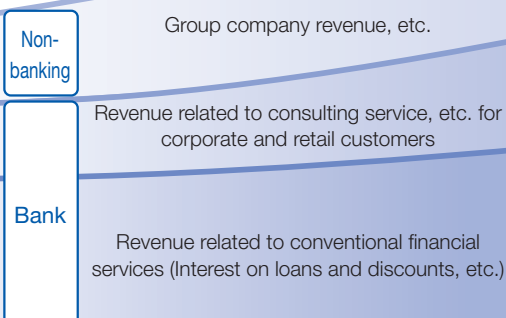 Non-
banking
Group company revenue, etc.
Revenue related to consulting service, etc. for
corporate and retail customers
Bank
Revenue related to conventional financial
services (Interest on loans and discounts, etc.)